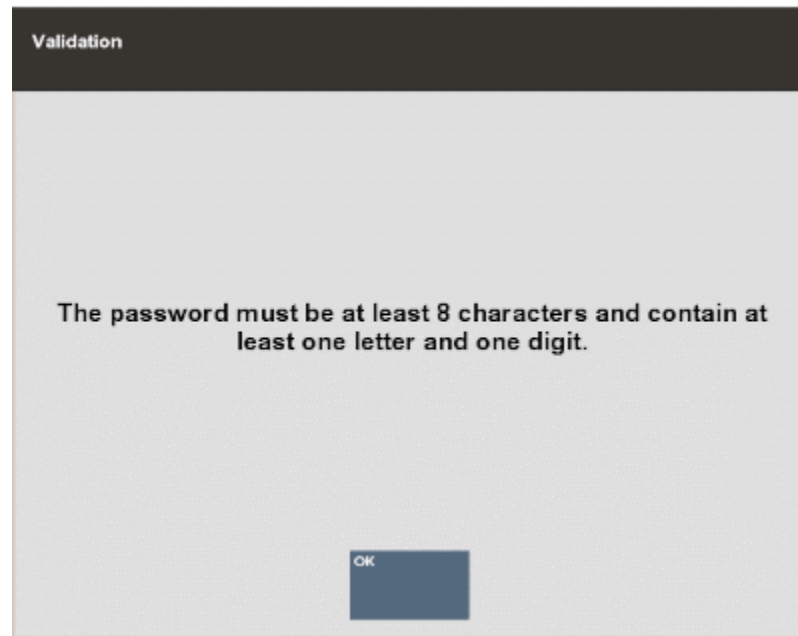 Validation
The password must be at least 8 characters and contain at
least one letter and one digit.
OK